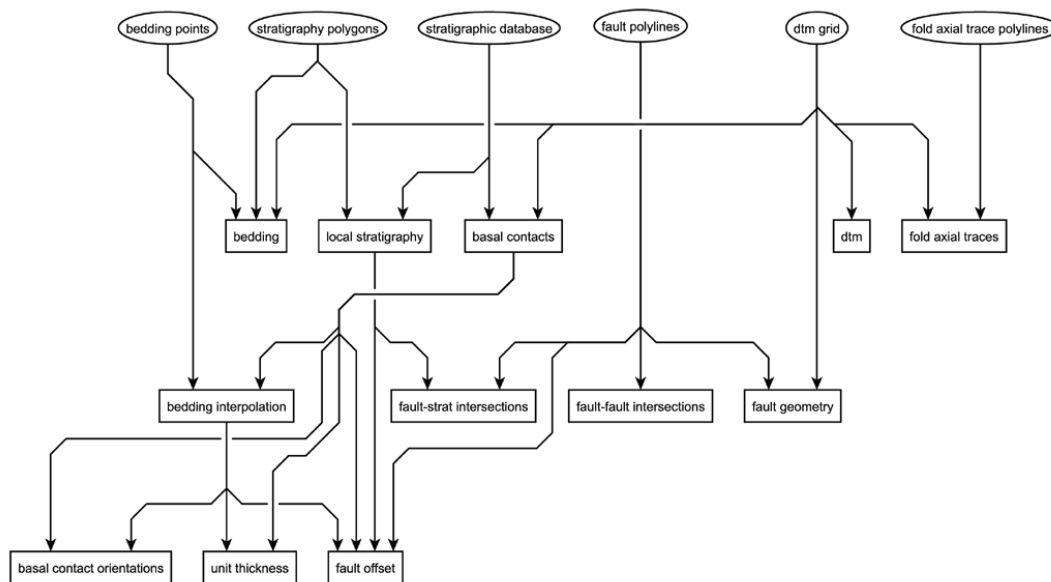 bedding points
stratigraphy polygons
stratigraphic database
fault polylines
dtm grid
fold axial trace polylines
bedding
local stratigraphy
basal contacts
dtm
fold axial traces
bedding interpolation
fault-strat intersections
fault-fault intersections
fault geometry
basal contact orientations
unit thickness
fault offset